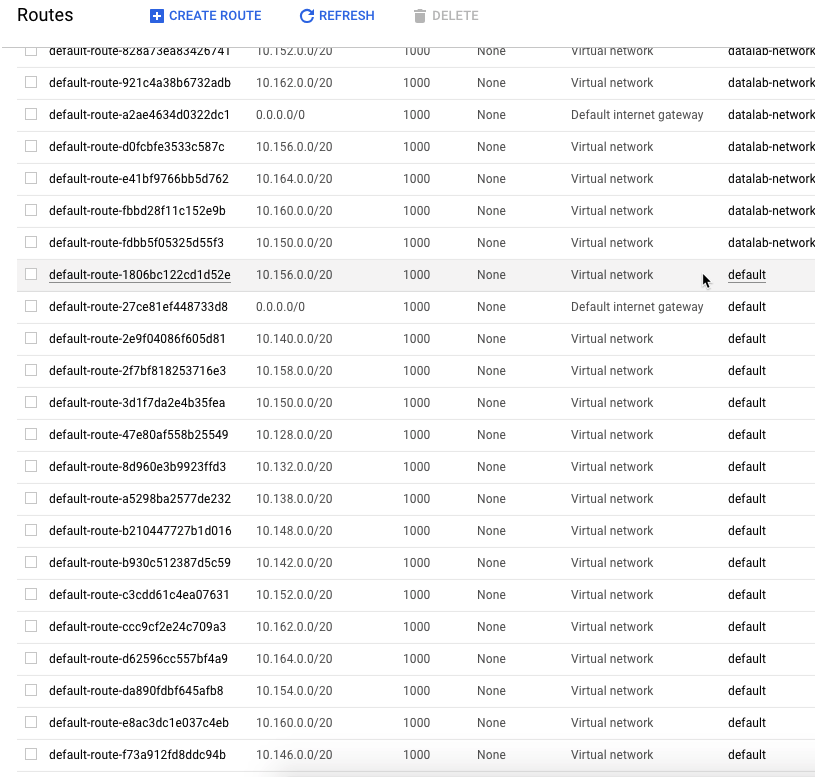 Routes CREATE ROUTE REFRESH DELETE
default-route-828a73ea83426741 10.152.0.0/20 1000 None Virtual network datalab-network
default-route-921c4a38b6732adb 10.162.0.0/20 1000 None Virtual network datalab-network
default-route-a2ae4634d0322dc1 0.0.0.0/0 1000 None Default internet gateway datalab-network
default-route-d0fcbfe3533c587c 10.156.0.0/20 1000 None Virtual network datalab-network
default-route-e41bf9766bb5d762 10.164.0.0/20 1000 None Virtual network datalab-network
default-route-fbbd28f11c152e9b 10.160.0.0/20 1000 None Virtual network datalab-network
default-route-fdbb5f05325d55f3 10.150.0.0/20 1000 None Virtual network datalab-network
default-route-1806bc122cd1d52e 10.156.0.0/20 1000 None Virtual network default
default-route-27ce81ef448733d8 0.0.0.0/0 1000 None Default internet gateway default
default-route-2e9f04086f605d81 10.140.0.0/20 1000 None Virtual network default
default-route-2f7bf818253716e3 10.158.0.0/20 1000 None Virtual network default
default-route-3d1f7da2e4b35fea 10.150.0.0/20 1000 None Virtual network default
default-route-47e80af558b25549 10.128.0.0/20 1000 None Virtual network default
default-route-8d960e3b9923ffd3 10.132.0.0/20 1000 None Virtual network default
default-route-a5298ba2577de232 10.138.0.0/20 1000 None Virtual network default
default-route-b210447727b1d016 10.148.0.0/20 1000 None Virtual network default
default-route-b930c512387d5c59 10.142.0.0/20 1000 None Virtual network default
default-route-c3cdd61c4ea07631 10.152.0.0/20 1000 None Virtual network default
default-route-ccc9cf2e24c709a3 10.162.0.0/20 1000 None Virtual network default
default-route-d62596cc557bf4a9 10.164.0.0/20 1000 None Virtual network default
default-route-da890fdbf645afb8 10.154.0.0/20 1000 None Virtual network default
default-route-e8ac3dc1e037c4eb 10.160.0.0/20 1000 None Virtual network default
default-route-f73a912fd8ddc94b 10.146.0.0/20 1000 None Virtual network default